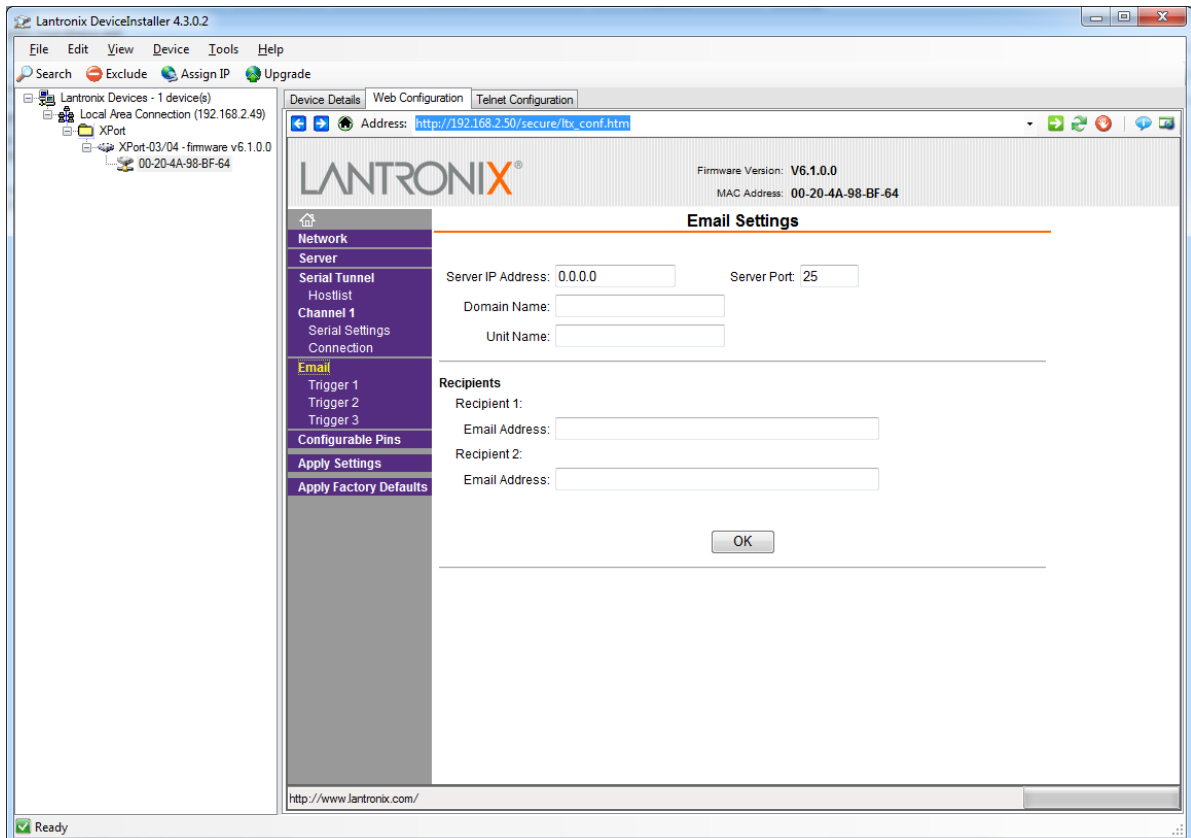 Lantronix DeviceInstaller 4.3.0.2
File Edit View Device Tools Help
Search Exclude Assign IP Upgrade
Lantronix Devices - 1 device(s)
Local Area Connection (192.168.2.49)
XPort
XPort-03/04 - firmware v6.1.0.0
00-20-4A-98-BF-64
Device Details Web Configuration Telnet Configuration
Address: http://192.168.2.50/secure/ltx_conf.htm
LANTRONIX®
Firmware Version: V6.1.0.0
MAC Address: 00-20-4A-98-BF-64
Network
Server
Serial Tunnel
Hostlist
Channel 1
Serial Settings
Connection
Email
Trigger 1
Trigger 2
Trigger 3
Configurable Pins
Apply Settings
Apply Factory Defaults
Email Settings
Server IP Address: 0.0.0.0 Server Port: 25
Domain Name:
Unit Name:
Recipients
Recipient 1:
Email Address:
Recipient 2:
Email Address:
OK
http://www.lantronix.com/
Ready